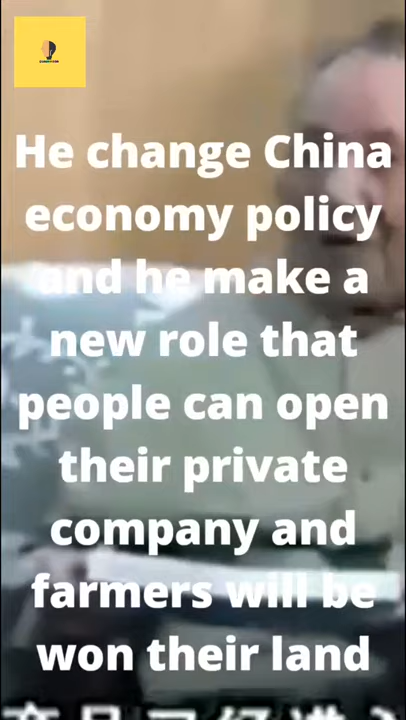 He change China
economy policy
and he make a
new role that
people can open
their private
company and
farmers will be
won their land